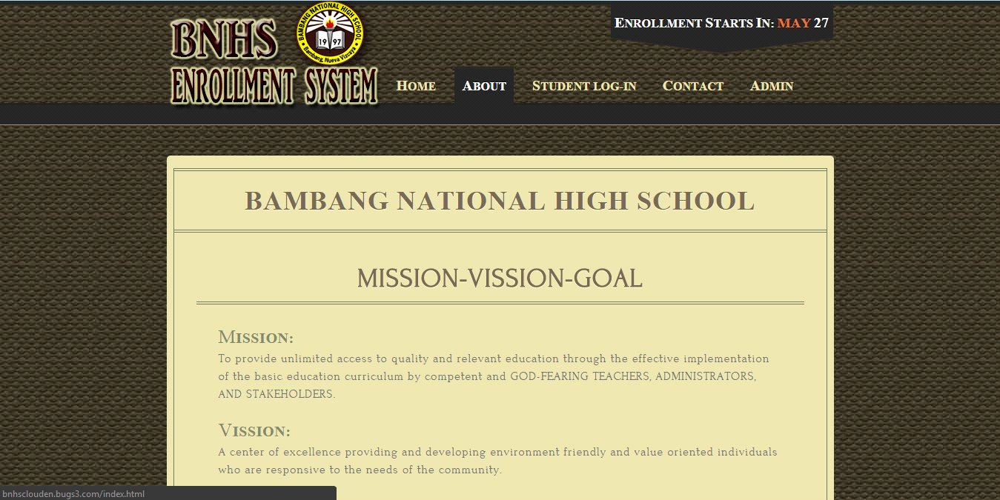 BNHS
ENROLLMENT SYSTEM
BAMBANG NATIONAL HIGH SCHOOL
19 97
Bambang, Nueva Vizcaya
Enrollment Starts In: MAY 27
Home About Student log-in Contact Admin
BAMBANG NATIONAL HIGH SCHOOL
MISSION-VISSION-GOAL
Mission:
To provide unlimited access to quality and relevant education through the effective implementation
of the basic education curriculum by competent and GOD-FEARING TEACHERS, ADMINISTRATORS,
AND STAKEHOLDERS.
Vission:
A center of excellence providing and developing environment friendly and value oriented individuals
who are responsive to the needs of the community.
bnhsclouden.bugs3.com/index.html